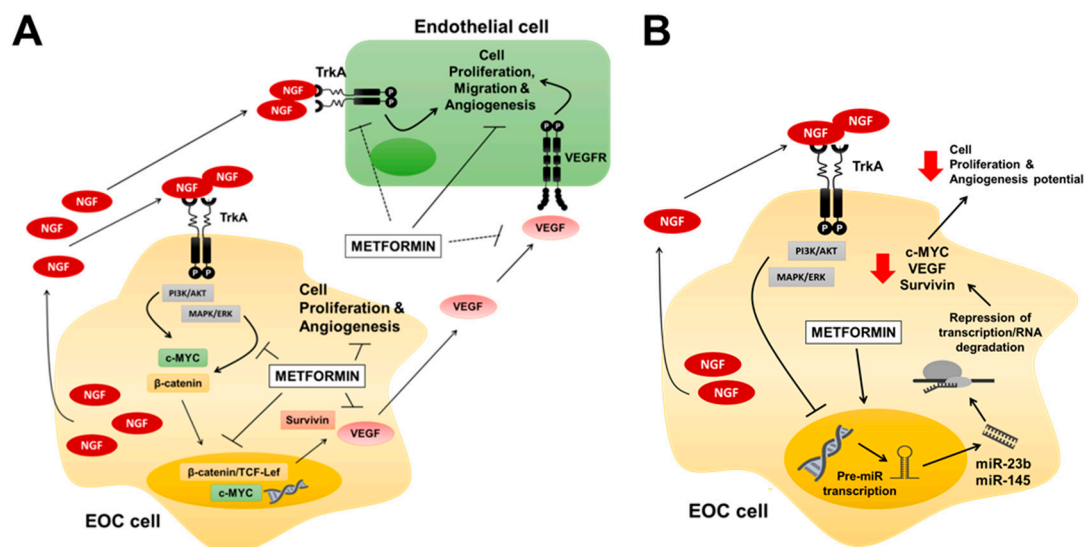 A
Endothelial cell
TrkA
NGF
NGF
P
P
Cell
Proliferation,
Migration &
Angiogenesis
P P
VEGFR
NGF
NGF
NGF
NGF
NGF
TrkA
P P
METFORMIN
VEGF
PI3K/AKT
MAPK/ERK
Cell
Proliferation &
Angiogenesis
VEGF
c-MYC
β-catenin
METFORMIN
NGF
NGF
NGF
Survivin
VEGF
β-catenin/TCF-Lef
c-MYC
EOC cell
B
NGF
NGF
TrkA
Cell
Proliferation &
Angiogenesis potential
NGF
P P
PI3K/AKT
MAPK/ERK
c-MYC
VEGF
Survivin
METFORMIN
Repression of
transcription/RNA
degradation
NGF
NGF
Pre-miR
transcription
miR-23b
miR-145
EOC cell